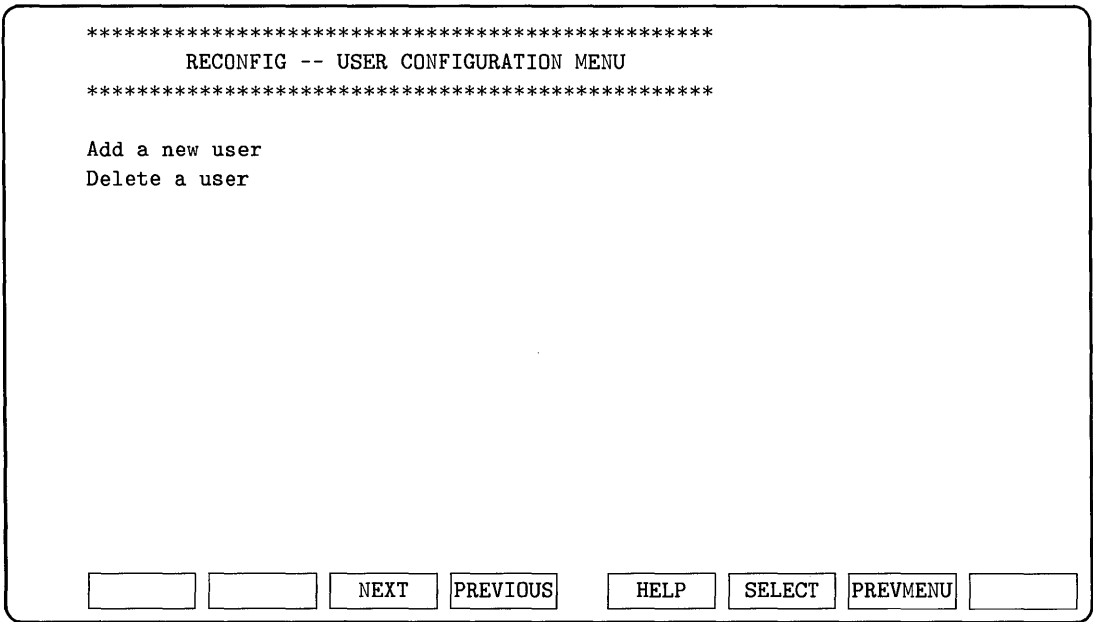 **************************************************
RECONFIG -- USER CONFIGURATION MENU
**************************************************
Add a new user
Delete a user
NEXT PREVIOUS HELP SELECT PREVMENU